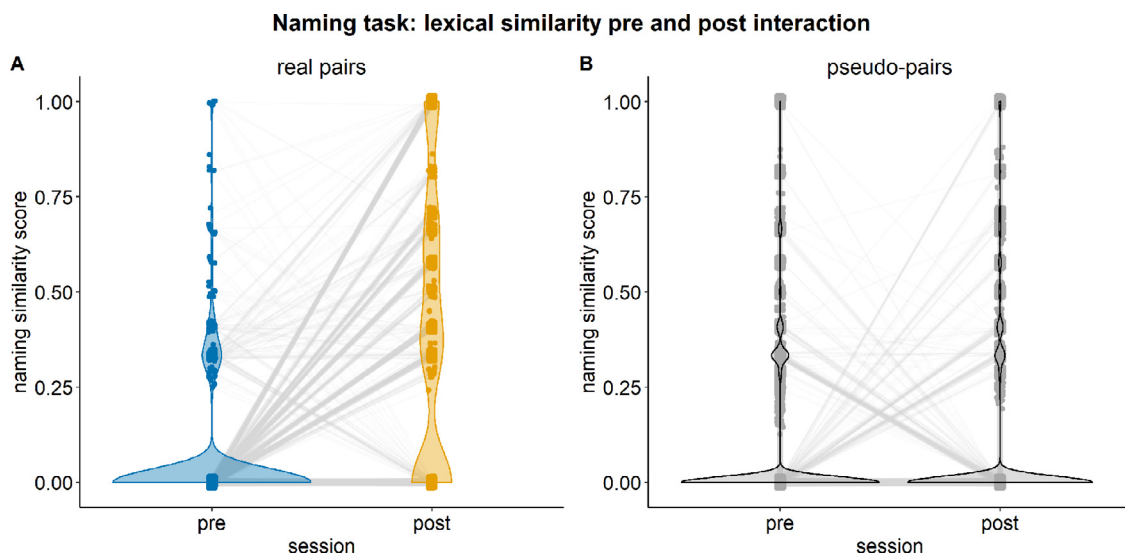 Naming task: lexical similarity pre and post interaction
A
real pairs
naming similarity score
1.00
0.75
0.50
0.25
0.00
pre
post
session
B
pseudo-pairs
naming similarity score
1.00
0.75
0.50
0.25
0.00
pre
post
session